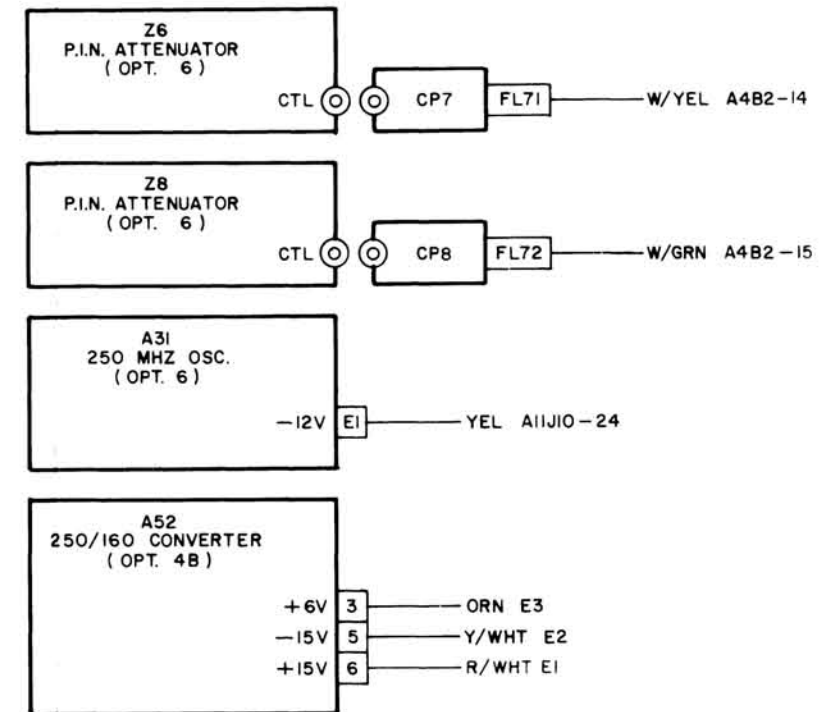 Z6
P.I.N. ATTENUATOR
( OPT. 6 )
CTL CP7 FL71 W/YEL A4B2-14
Z8
P.I.N. ATTENUATOR
( OPT. 6 )
CTL CP8 FL72 W/GRN A4B2-15
A31
250 MHZ OSC.
( OPT. 6 )
-12V E1 YEL A11J10-24
A52
250/160 CONVERTER
( OPT. 4B )
+6V 3 ORN E3
-15V 5 Y/WHT E2
+15V 6 R/WHT E1